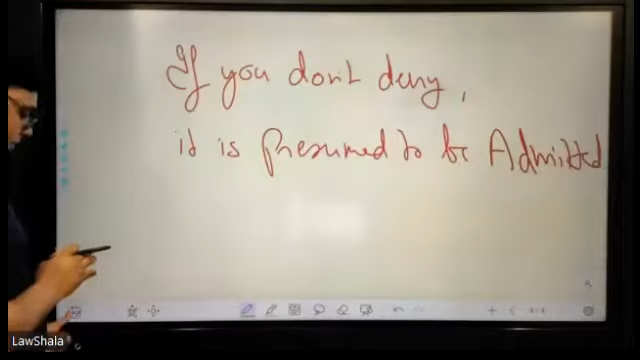 If you don't deny,
it is Presumed to be Admitted
LawShala